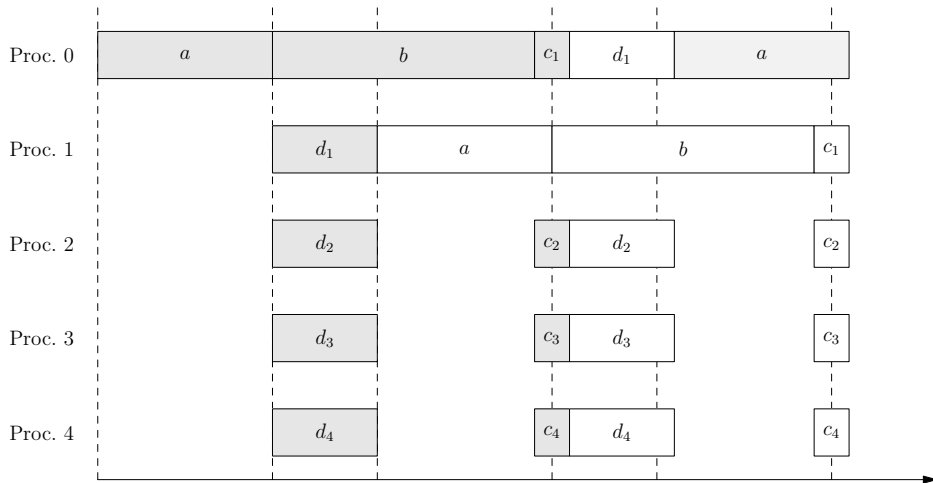 Proc. 0 a b c₁ d₁ a
Proc. 1 d₁ a b c₁
Proc. 2 d₂ c₂ d₂ c₂
Proc. 3 d₃ c₃ d₃ c₃
Proc. 4 d₄ c₄ d₄ c₄